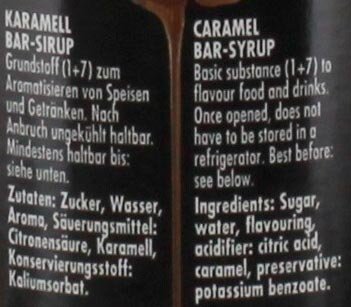 KARAMELL
BAR-SIRUP
Grundstoff (1+7) zum
Aromatisieren von Speisen
und Getränken. Nach
Anbruch ungekühlt haltbar.
Mindestens haltbar bis:
siehe unten.
Zutaten: Zucker, Wasser,
Aroma, Säuerungsmittel:
Citronensäure, Karamell,
Konservierungsstoff:
Kaliumsorbat.
CARAMEL
BAR-SYRUP
Basic substance (1+7) to
flavour food and drinks.
Once opened, does not
have to be stored in a
refrigerator. Best before:
see below.
Ingredients: Sugar,
water, flavouring,
acidifier: citric acid,
caramel, preservative:
potassium benzoate.